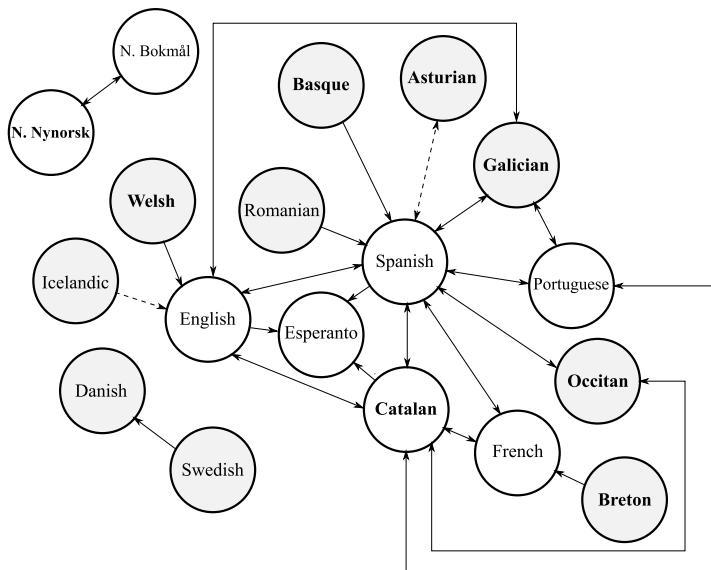 N. Bokmål
Basque
Asturian
N. Nynorsk
Galician
Welsh
Romanian
Spanish
Icelandic
Portuguese
English
Esperanto
Danish
Occitan
Catalan
French
Swedish
Breton